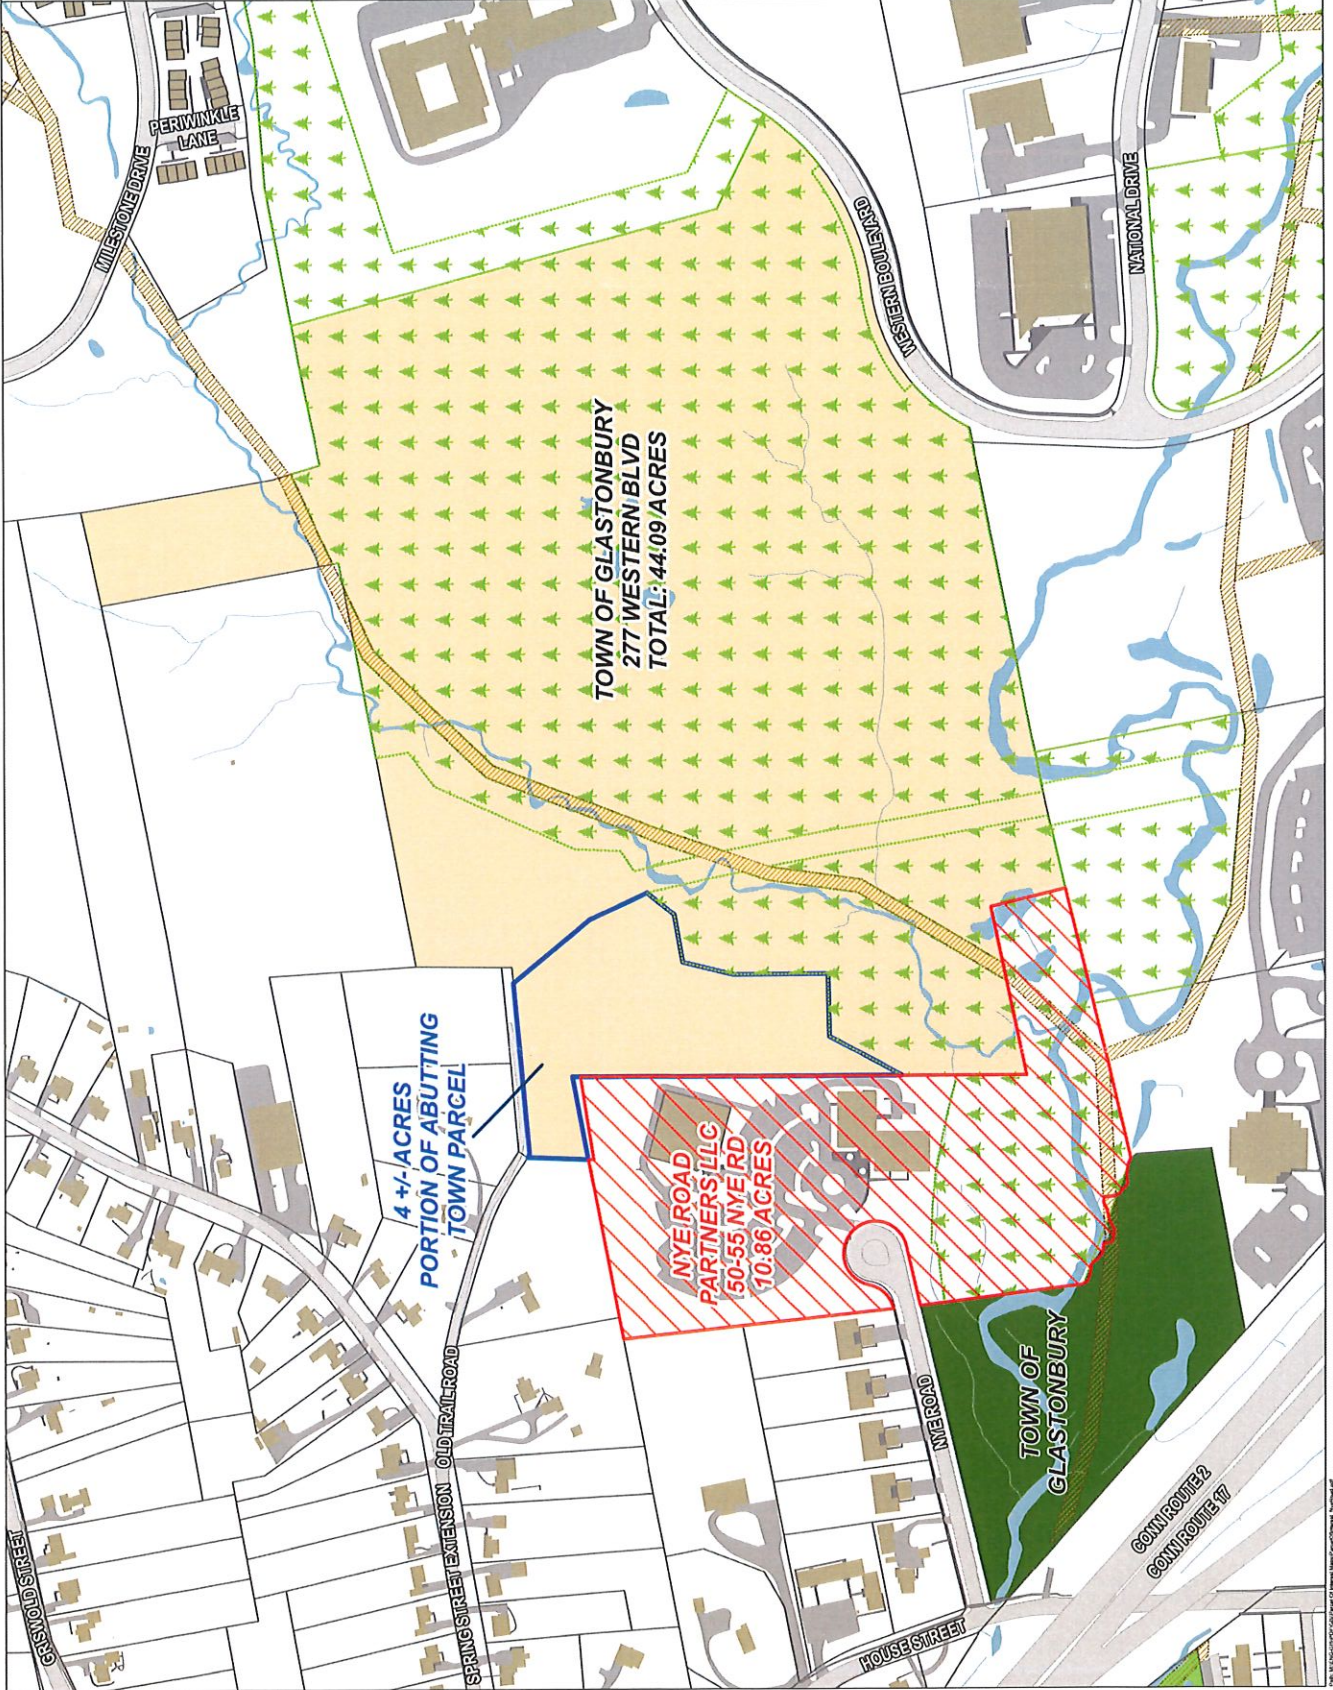 PERIWINKLE
LANE
MILESTONE DRIVE
WESTERN BOULEVARD
NATIONAL DRIVE
TOWN OF GLASTONBURY
277 WESTERN BLVD
TOTAL: 44.09 ACRES
4 +/- ACRES
PORTION OF ABUTTING
TOWN PARCEL
NYE ROAD
PARTNERS LLC
50-55 NYE RD
10.86 ACRES
TOWN OF
GLASTONBURY
NYE ROAD
OLD TRAIL ROAD
SPRING STREET EXTENSION
GRISWOLD STREET
HOUSE STREET
CONN ROUTE 2
CONN ROUTE 17